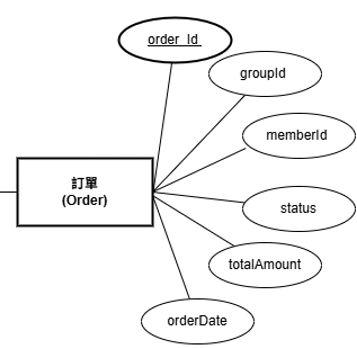 order_Id
groupId
memberId
訂單
(Order)
status
totalAmount
orderDate